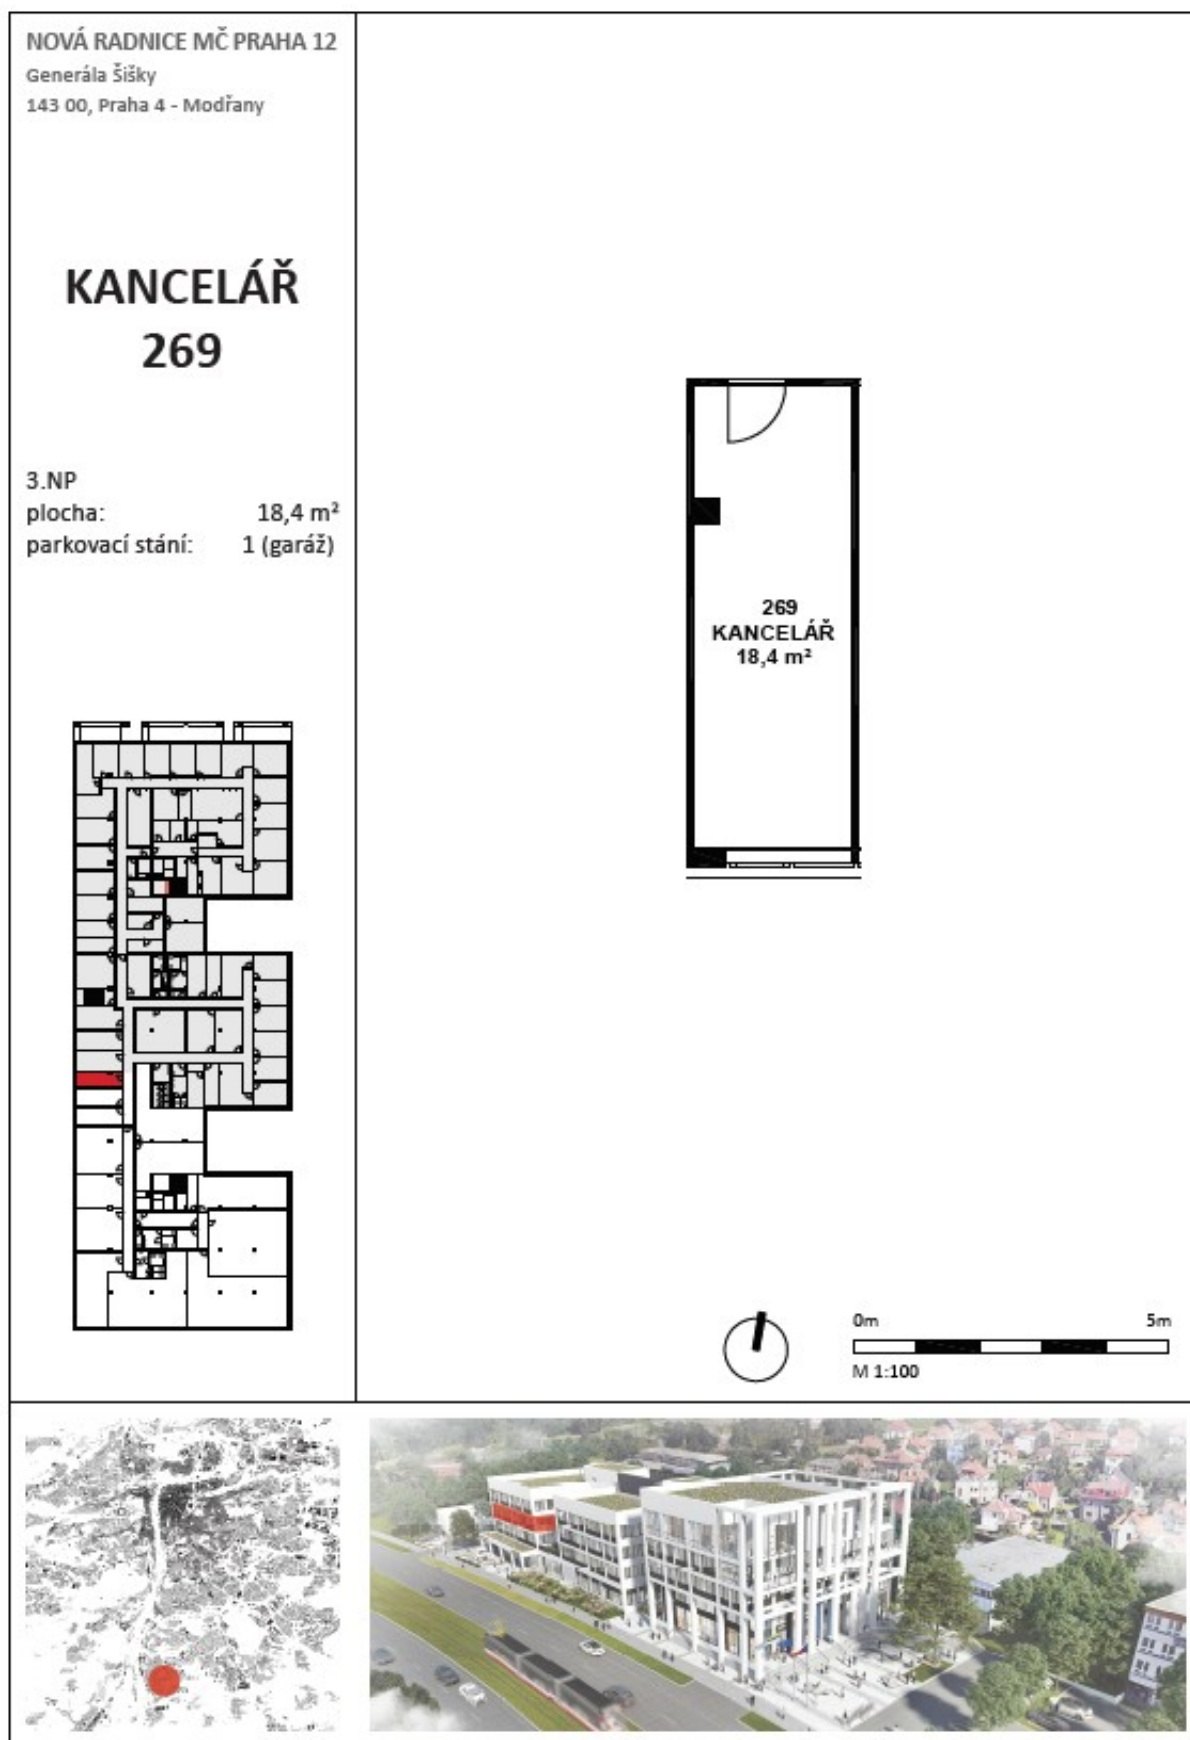 NOVÁ RADNICE MČ PRAHA 12
Generála Šišky
143 00, Praha 4 - Modřany
KANCELÁŘ
269
3.NP
plocha: 18,4 m²
parkovací stání: 1 (garáž)
269
KANCELÁŘ
18,4 m²
0m 5m
M 1:100